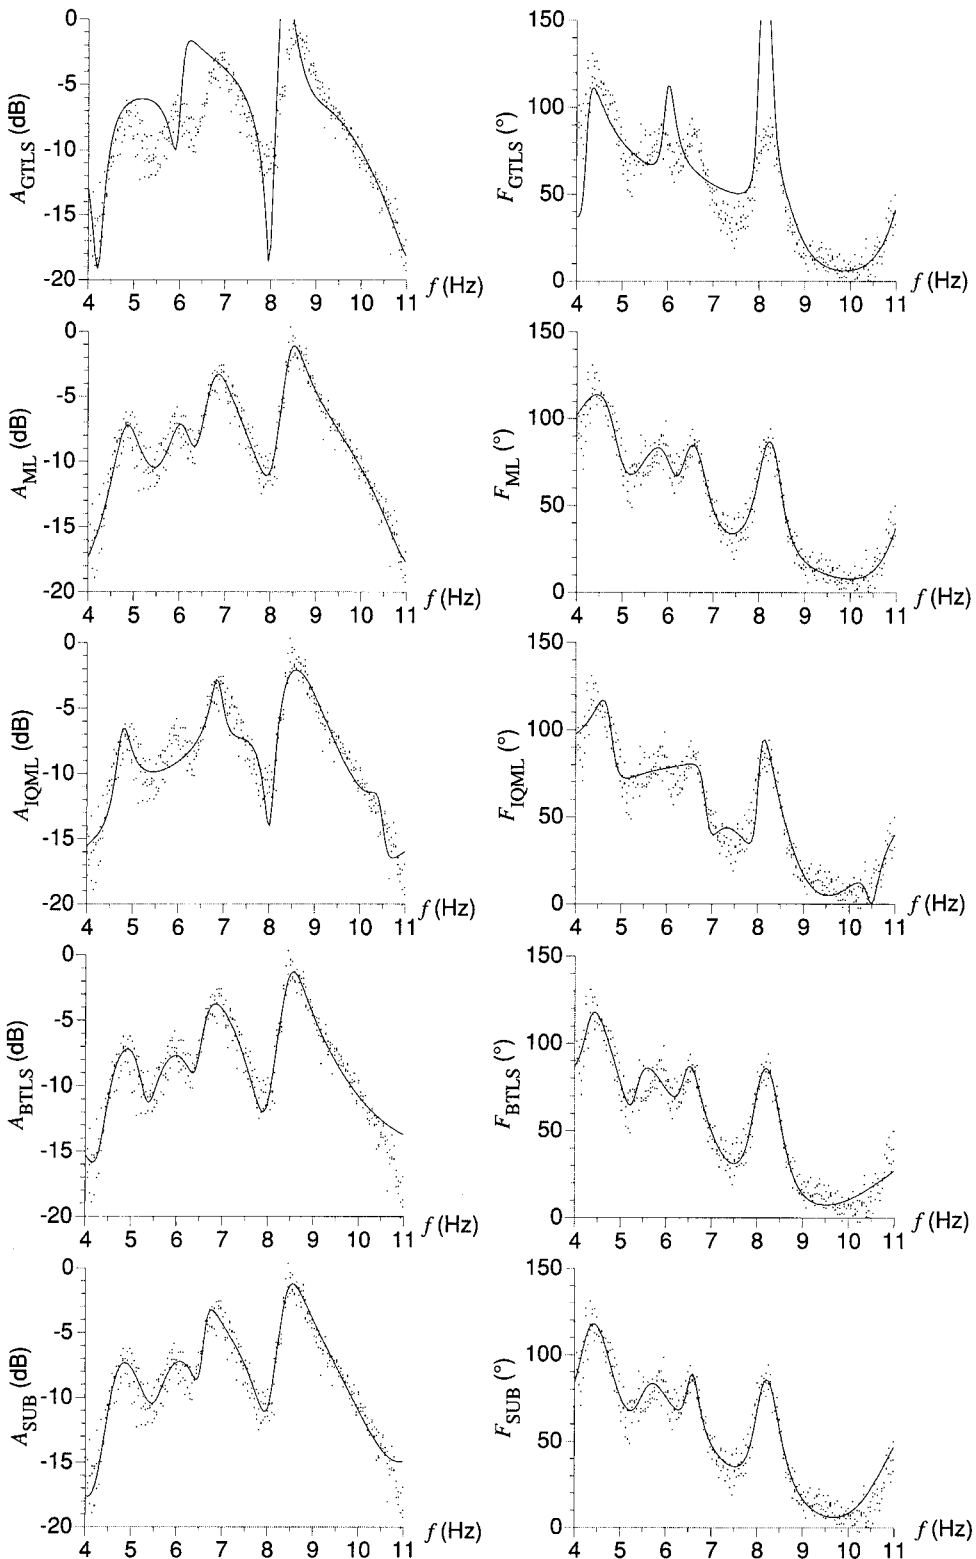 0 -5 -10 -15 -20
A_GTLS (dB)
4 5 6 7 8 9 10 11 f (Hz)
150 100 50 0
F_GTLS (°)
4 5 6 7 8 9 10 11 f (Hz)
0 -5 -10 -15 -20
A_ML (dB)
4 5 6 7 8 9 10 11 f (Hz)
150 100 50 0
F_ML (°)
4 5 6 7 8 9 10 11 f (Hz)
0 -5 -10 -15 -20
A_IQML (dB)
4 5 6 7 8 9 10 11 f (Hz)
150 100 50 0
F_IQML (°)
4 5 6 7 8 9 10 11 f (Hz)
0 -5 -10 -15 -20
A_BTLS (dB)
4 5 6 7 8 9 10 11 f (Hz)
150 100 50 0
F_BTLS (°)
4 5 6 7 8 9 10 11 f (Hz)
0 -5 -10 -15 -20
A_SUB (dB)
4 5 6 7 8 9 10 11 f (Hz)
150 100 50 0
F_SUB (°)
4 5 6 7 8 9 10 11 f (Hz)